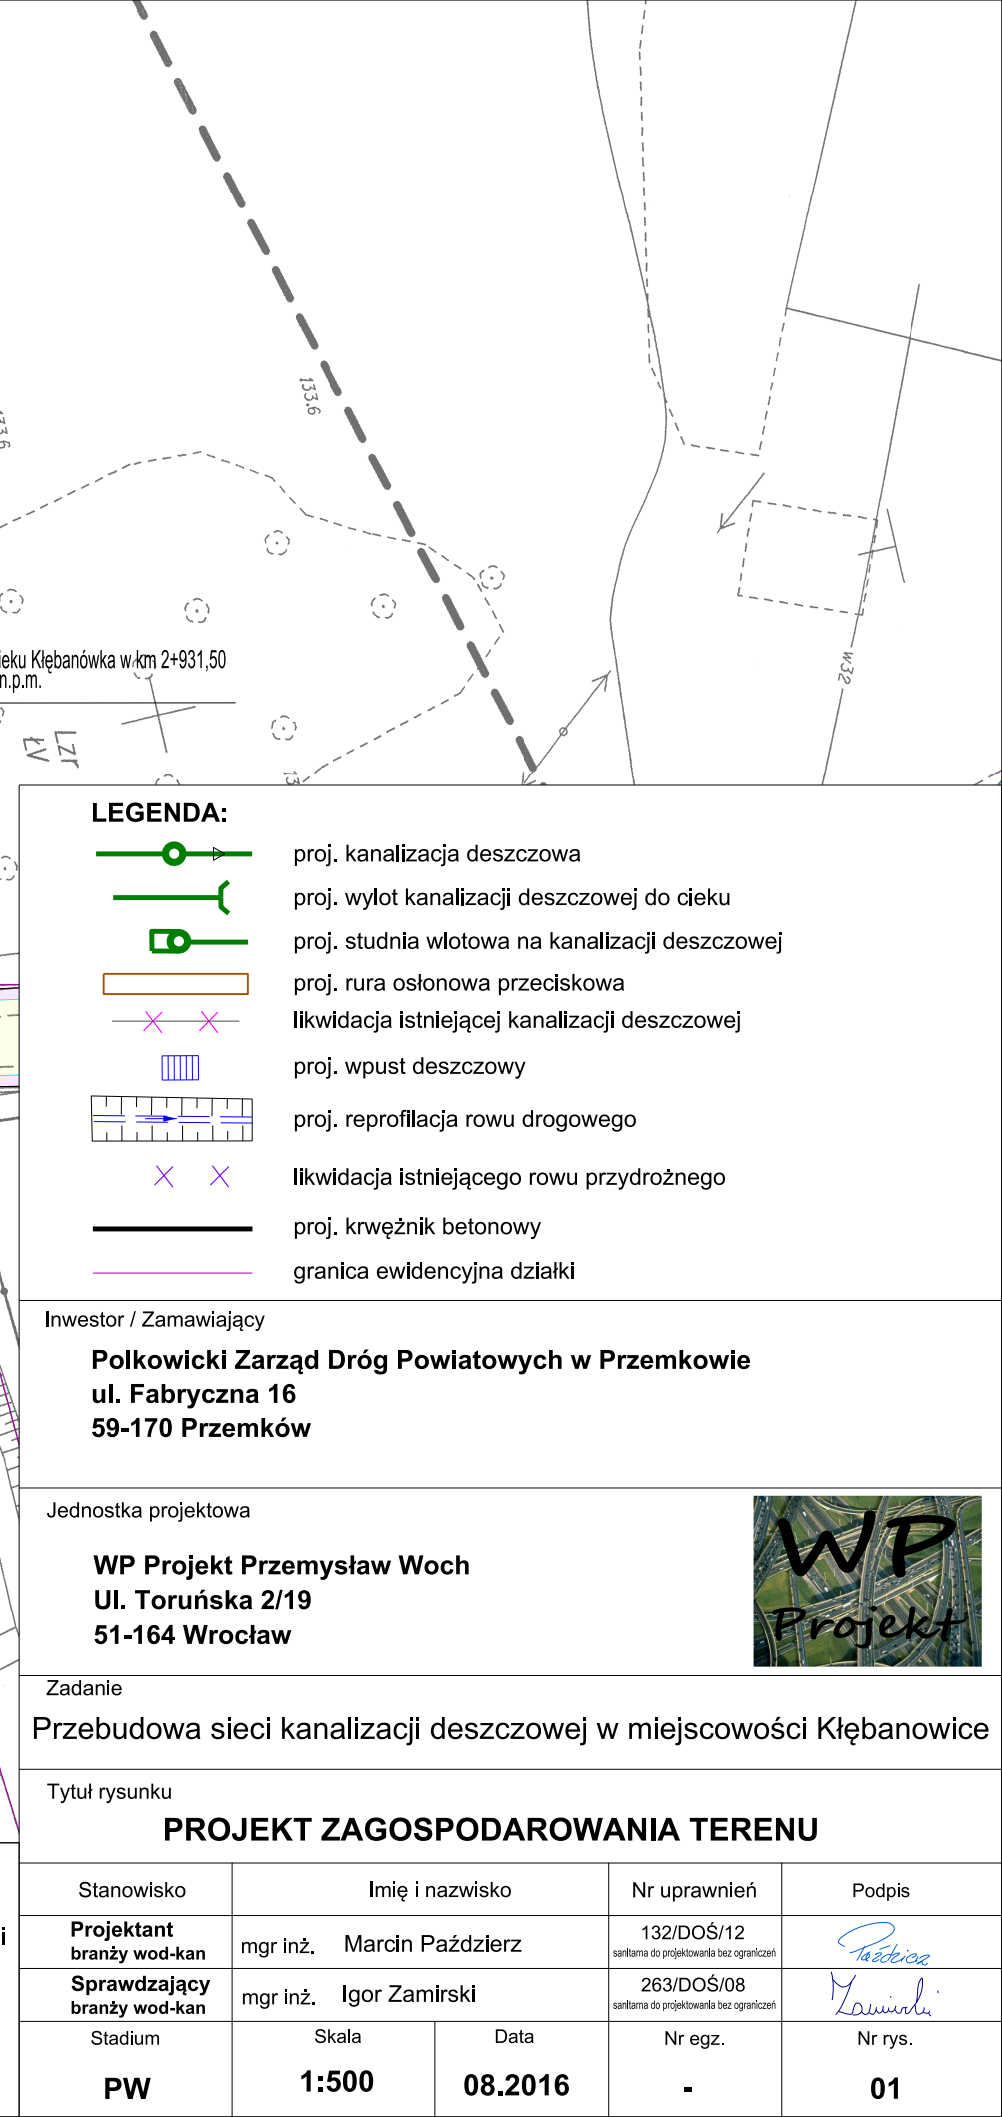 133.6
133.6
ieku Kłębanówka w km 2+931,50
n.p.m.
w32
Lzr
ŁV
13
LEGENDA:
proj. kanalizacja deszczowa
proj. wylot kanalizacji deszczowej do cieku
proj. studnia wlotowa na kanalizacji deszczowej
proj. rura osłonowa przeciskowa
likwidacja istniejącej kanalizacji deszczowej
proj. wpust deszczowy
proj. reprofilacja rowu drogowego
likwidacja istniejącego rowu przydrożnego
proj. krwężnik betonowy
granica ewidencyjna działki
Inwestor / Zamawiający
Polkowicki Zarząd Dróg Powiatowych w Przemkowie
ul. Fabryczna 16
59-170 Przemków
Jednostka projektowa
WP Projekt Przemysław Woch
Ul. Toruńska 2/19
51-164 Wrocław
WP
Projekt
Zadanie
Przebudowa sieci kanalizacji deszczowej w miejscowości Kłębanowice
Tytuł rysunku
PROJEKT ZAGOSPODAROWANIA TERENU
Stanowisko Imię i nazwisko Nr uprawnień Podpis
i
Projektant
branży wod-kan
mgr inż. Marcin Paździerz
132/DOŚ/12
sanitarna do projektowania bez ograniczeń
Paździerz
Sprawdzający
branży wod-kan
mgr inż. Igor Zamirski
263/DOŚ/08
sanitarna do projektowania bez ograniczeń
Zamirski
Stadium Skala Data Nr egz. Nr rys.
PW 1:500 08.2016 - 01